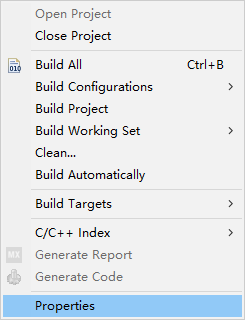 Open Project
Close Project
Build All Ctrl+B
Build Configurations
Build Project
Build Working Set
Clean...
Build Automatically
Build Targets
C/C++ Index
MX Generate Report
Generate Code
Properties